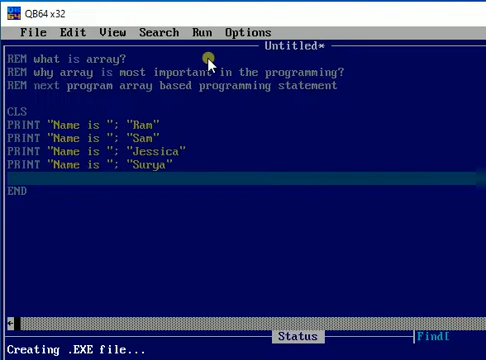 QB64 x32
File Edit View Search Run Options
Untitled*
REM what is array?
REM why array is most important in the programming?
REM next program array based programming statement
CLS
PRINT "Name is "; "Ram"
PRINT "Name is "; "Sam"
PRINT "Name is "; "Jessica"
PRINT "Name is "; "Surya"
END
Status Find[
Creating .EXE file...